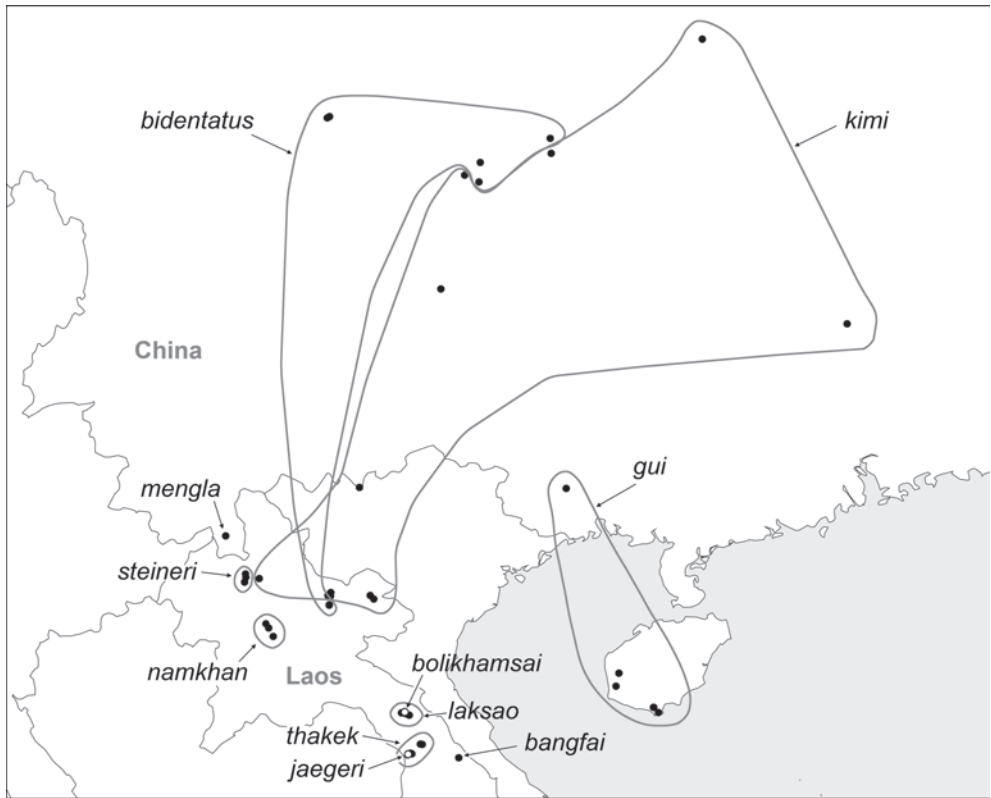 bidentatus
kimi
China
gui
mengla
steineri
namkhan
Laos
bolikhamsai
laksao
thakek
bangfai
jaegeri